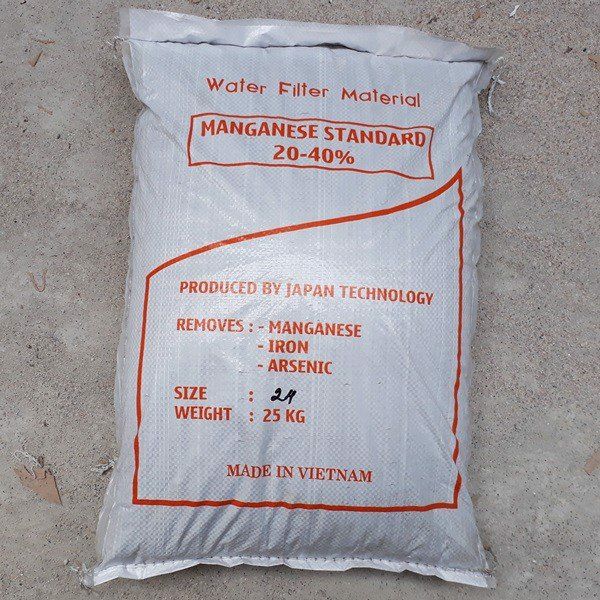 Water Filter Material
MANGANESE STANDARD
20-40%
PRODUCED BY JAPAN TECHNOLOGY
REMOVES : - MANGANESE
- IRON
- ARSENIC
SIZE : 24
WEIGHT : 25 KG
MADE IN VIETNAM